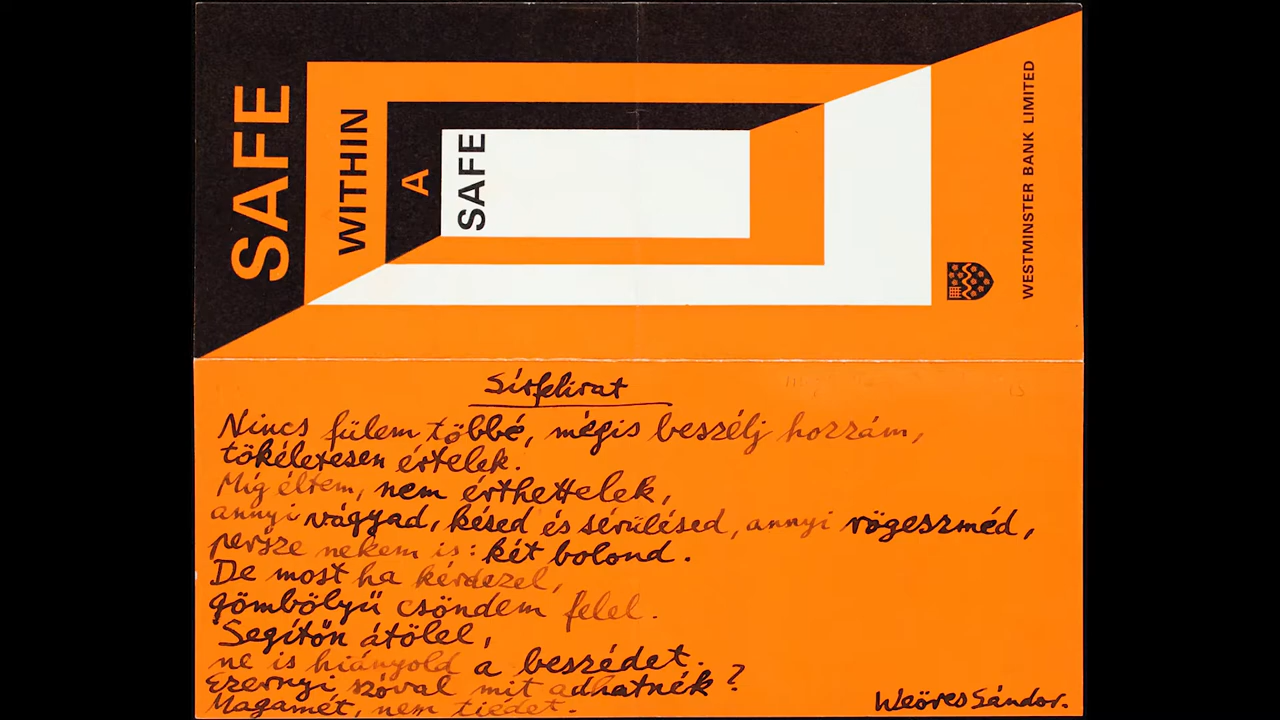 SAFE
WITHIN
A
SAFE
WESTMINSTER BANK LIMITED
Sírfelirat
Nincs fülem többé, mégis beszélj hozzám,
tökéletesen értelek.
Míg éltem, nem érthettelek,
annyi vágyad, késed és sérülésed, annyi rögeszméd,
persze nekem is: két bolond.
De most ha kérdezel,
gömbölyű csöndem felel.
Segítőn átölel,
ne is hiányold a beszédet.
Ezernyi szóval mit adhatnék?
Magamét, nem tiédet.
Weöres Sándor.